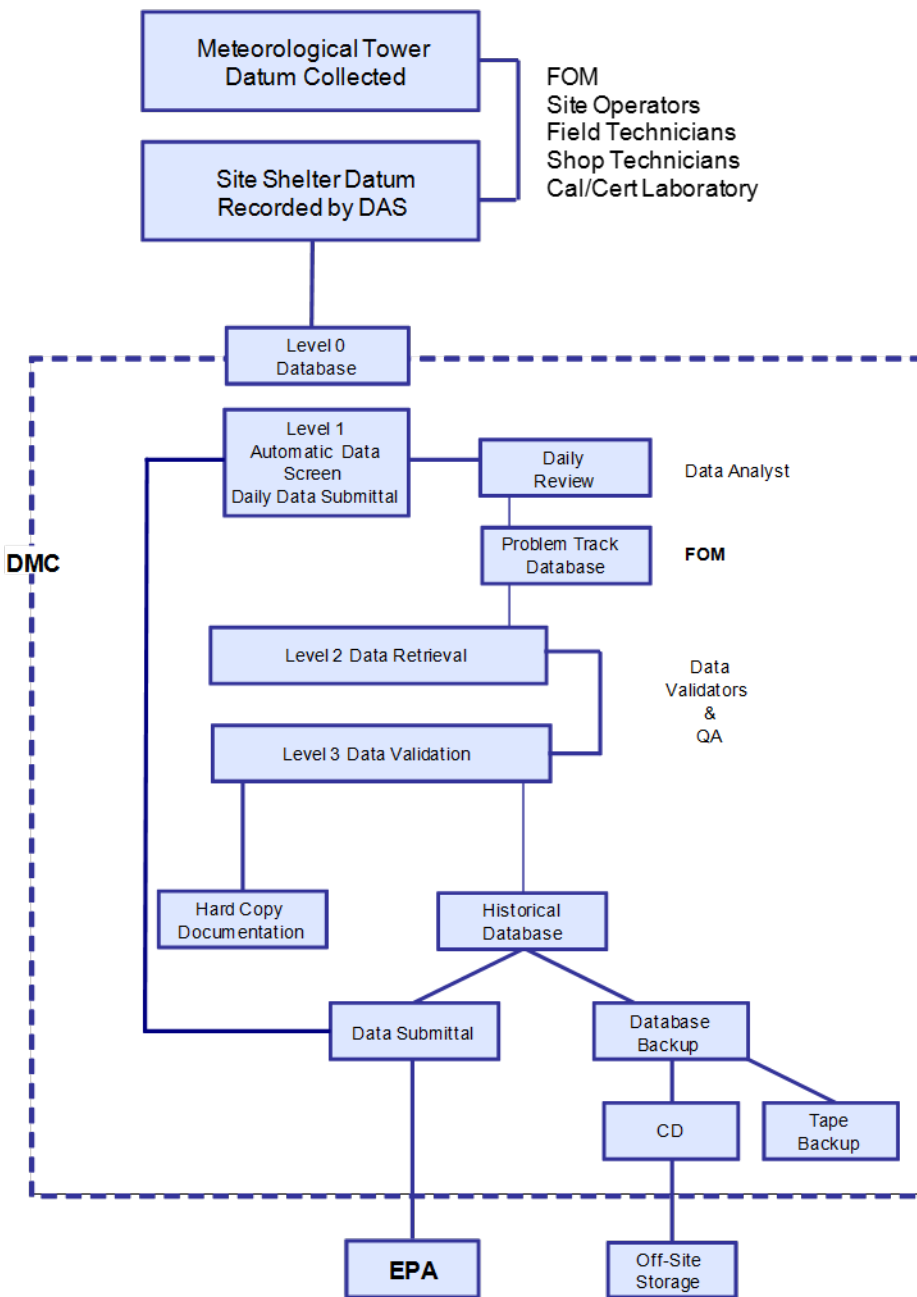 Meteorological Tower
Datum Collected
FOM
Site Operators
Field Technicians
Shop Technicians
Cal/Cert Laboratory
Site Shelter Datum
Recorded by DAS
Level 0
Database
Level 1
Automatic Data
Screen
Daily Data Submittal
Daily
Review
Data Analyst
Problem Track
Database
FOM
DMC
Level 2 Data Retrieval
Data
Validators
&
QA
Level 3 Data Validation
Hard Copy
Documentation
Historical
Database
Data Submittal
Database
Backup
CD
Tape
Backup
EPA
Off-Site
Storage